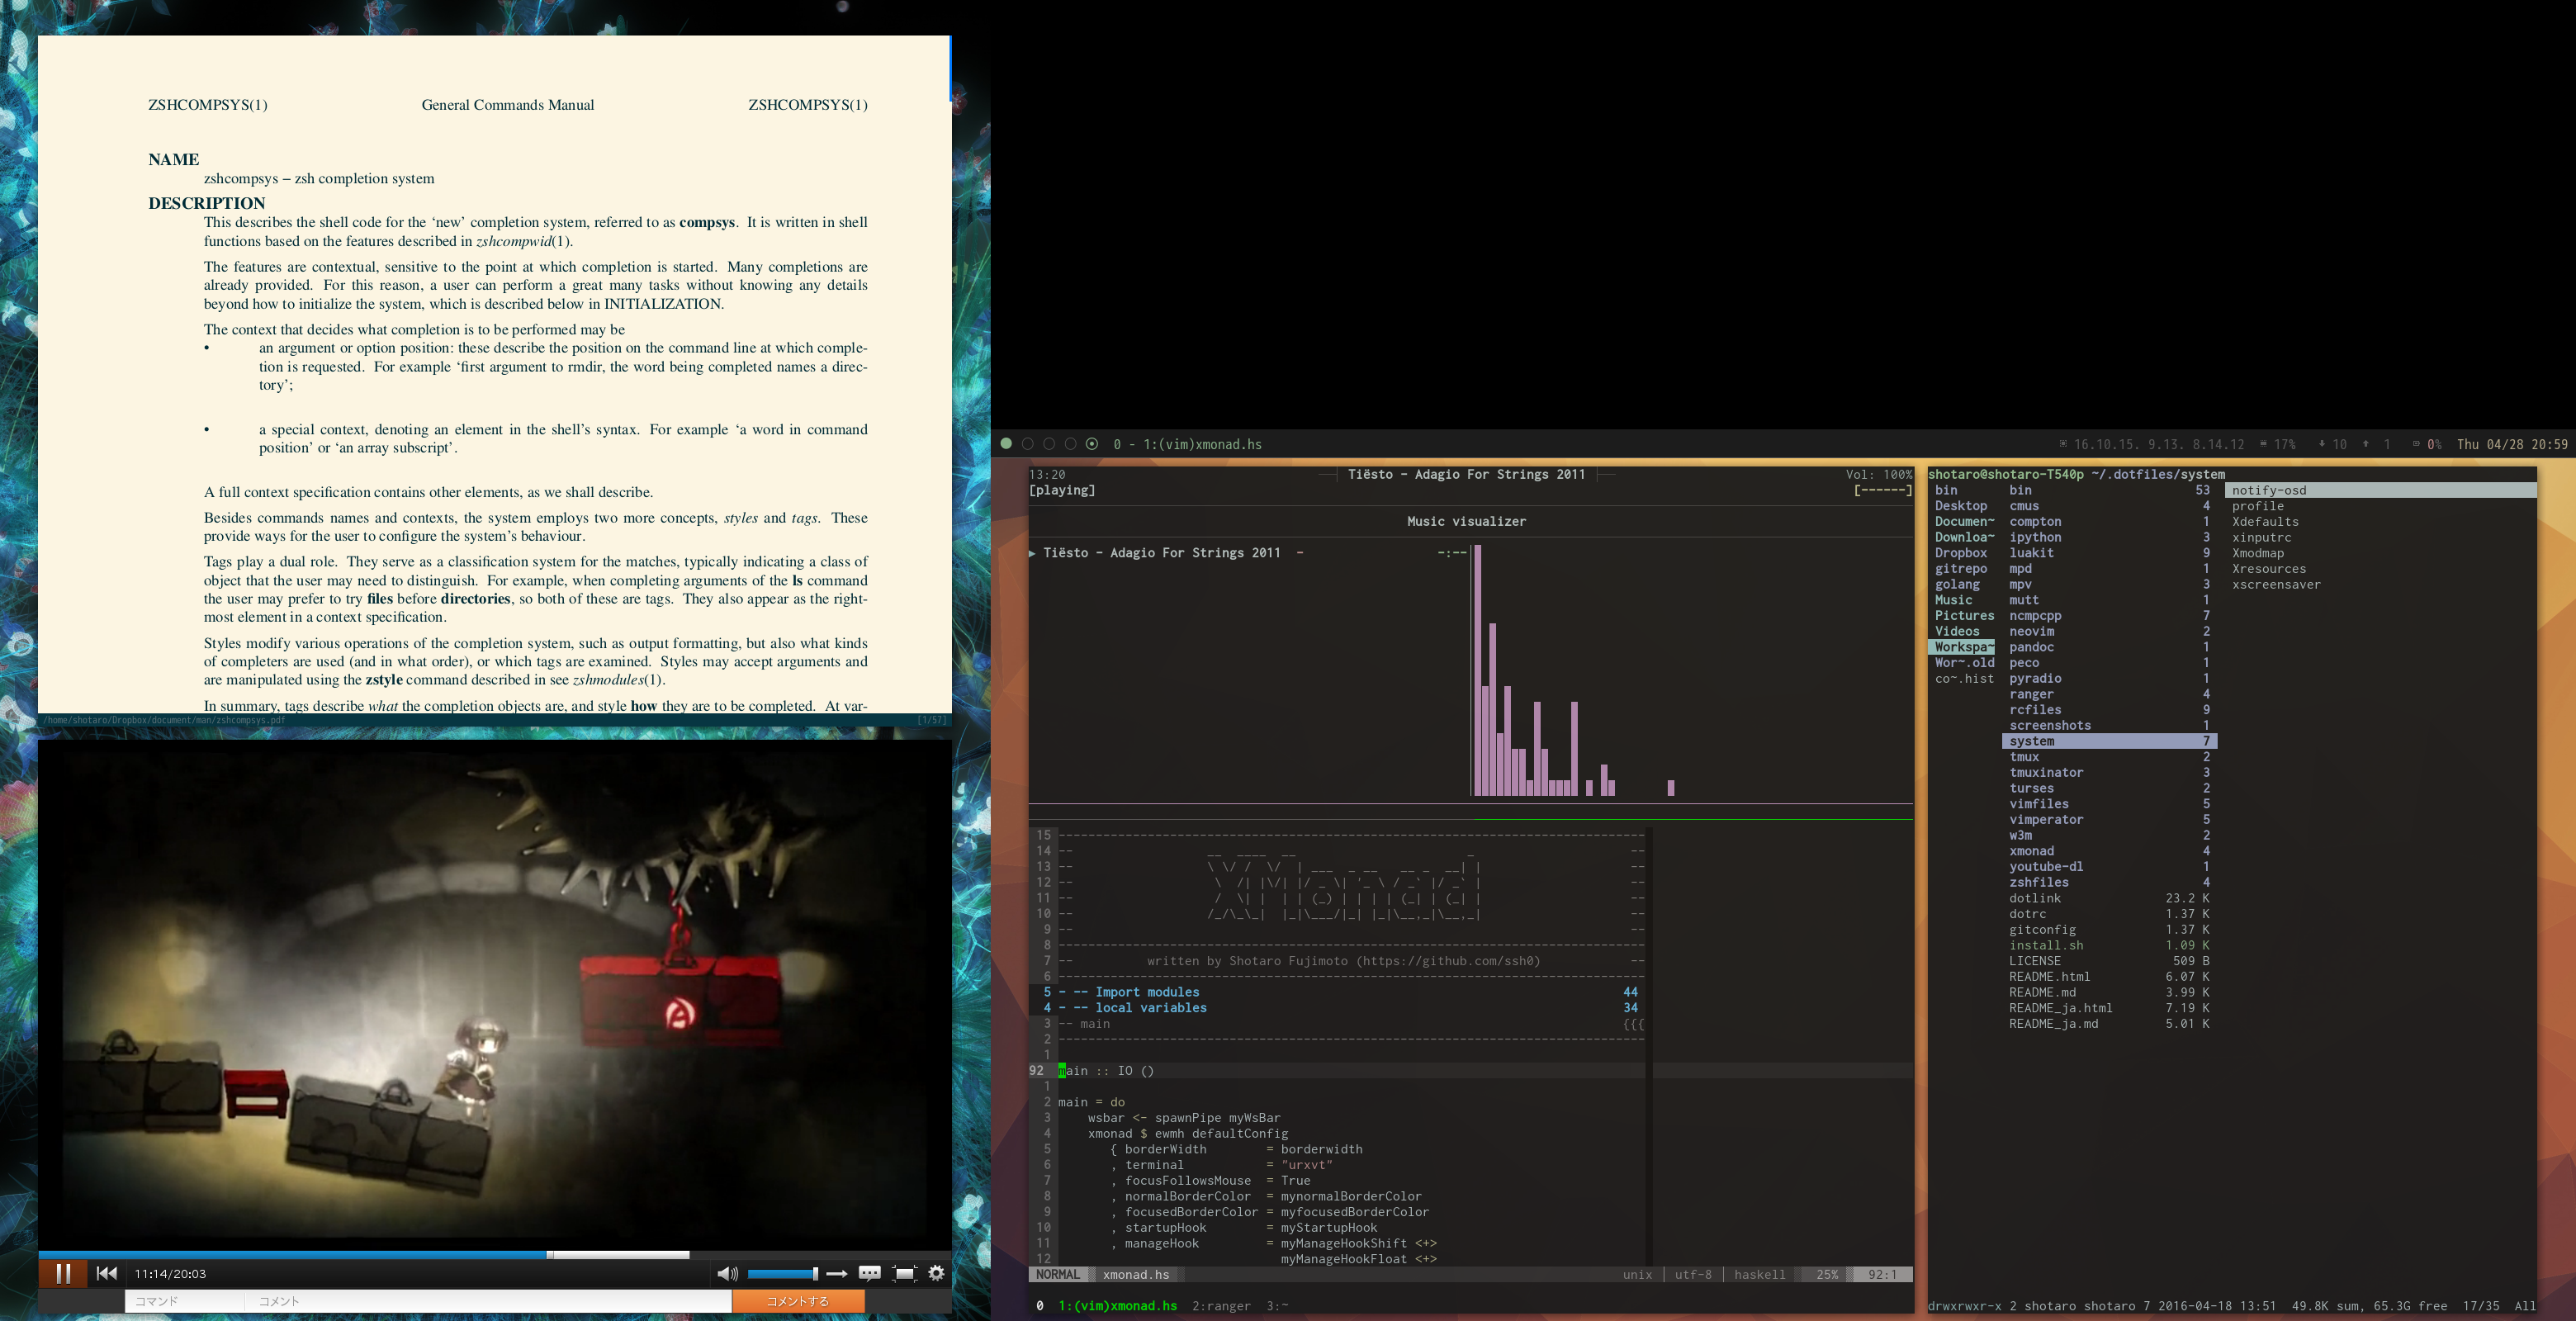 ZSHCOMPSYS(1) General Commands Manual ZSHCOMPSYS(1)
NAME
zshcompsys – zsh completion system
DESCRIPTION
This describes the shell code for the ‘new’ completion system, referred to as compsys. It is written in shell
functions based on the features described in zshcompwid(1).
The features are contextual, sensitive to the point at which completion is started. Many completions are
already provided. For this reason, a user can perform a great many tasks without knowing any details
beyond how to initialize the system, which is described below in INITIALIZATION.
The context that decides what completion is to be performed may be
• an argument or option position: these describe the position on the command line at which comple-
tion is requested. For example ‘first argument to rmdir, the word being completed names a direc-
tory’;
• a special context, denoting an element in the shell’s syntax. For example ‘a word in command
position’ or ‘an array subscript’.
A full context specification contains other elements, as we shall describe.
Besides commands names and contexts, the system employs two more concepts, styles and tags. These
provide ways for the user to configure the system’s behaviour.
Tags play a dual role. They serve as a classification system for the matches, typically indicating a class of
object that the user may need to distinguish. For example, when completing arguments of the ls command
the user may prefer to try files before directories, so both of these are tags. They also appear as the right-
most element in a context specification.
Styles modify various operations of the completion system, such as output formatting, but also what kinds
of completers are used (and in what order), or which tags are examined. Styles may accept arguments and
are manipulated using the zstyle command described in see zshmodules(1).
In summary, tags describe what the completion objects are, and style how they are to be completed. At var-
/home/shotaro/Dropbox/document/man/zshcompsys.pdf [1/57]
11:14/20:03
コマンド コメント コメントする
0 - 1:(vim)xmonad.hs 16.10.15. 9.13. 8.14.12 17% 10 1 0% Thu 04/28 20:59
13:20 Tiësto - Adagio For Strings 2011 Vol: 100%
[playing] [------]
Music visualizer
▶ Tiësto - Adagio For Strings 2011 - -:--
15 --------------------------------------------------------------------------------
14 -- --
13 -- --
12 -- --
11 -- --
10 -- --
9 -- --
8 --------------------------------------------------------------------------------
7 -- written by Shotaro Fujimoto (https://github.com/ssh0) --
6 --------------------------------------------------------------------------------
5 - -- Import modules 44
4 - -- local variables 34
3 -- main {{{
2 --------------------------------------------------------------------------------
1
92 main :: IO ()
1
2 main = do
3 wsbar <- spawnPipe myWsBar
4 xmonad $ ewmh defaultConfig
5 { borderWidth = borderwidth
6 , terminal = "urxvt"
7 , focusFollowsMouse = True
8 , normalBorderColor = mynormalBorderColor
9 , focusedBorderColor = myfocusedBorderColor
10 , startupHook = myStartupHook
11 , manageHook = myManageHookShift <+>
12 myManageHookFloat <+>
NORMAL xmonad.hs unix utf-8 haskell 25% 92:1
0 1:(vim)xmonad.hs 2:ranger 3:~
shotaro@shotaro-T540p ~/.dotfiles/system
bin bin 53 notify-osd
Desktop cmus 4 profile
Documen~ compton 1 Xdefaults
Downloa~ ipython 3 xinputrc
Dropbox luakit 9 Xmodmap
gitrepo mpd 1 Xresources
golang mpv 3 xscreensaver
Music mutt 1
Pictures ncmpcpp 7
Videos neovim 2
Workspa~ pandoc 1
Wor~.old peco 1
co~.hist pyradio 1
ranger 4
rcfiles 9
screenshots 1
system 7
tmux 2
tmuxinator 3
turses 2
vimfiles 5
vimperator 5
w3m 2
xmonad 4
youtube-dl 1
zshfiles 4
dotlink 23.2 K
dotrc 1.37 K
gitconfig 1.37 K
install.sh 1.09 K
LICENSE 509 B
README.html 6.07 K
README.md 3.99 K
README_ja.html 7.19 K
README_ja.md 5.01 K
drwxrwxr-x 2 shotaro shotaro 7 2016-04-18 13:51 49.8K sum, 65.3G free 17/35 All